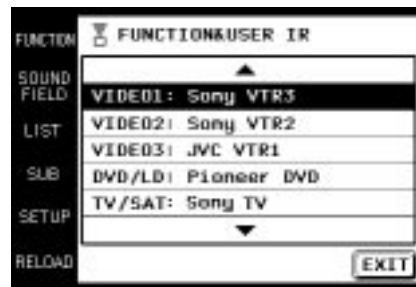 FUNCTION
SOUND
FIELD
LIST
SUB
SETUP
RELOAD
FUNCTION&USER IR
VIDEO1: Sony VTR3
VIDEO2: Sony VTR2
VIDEO3: JVC VTR1
DVD/LD: Pioneer DVD
TV/SAT: Sony TV
EXIT